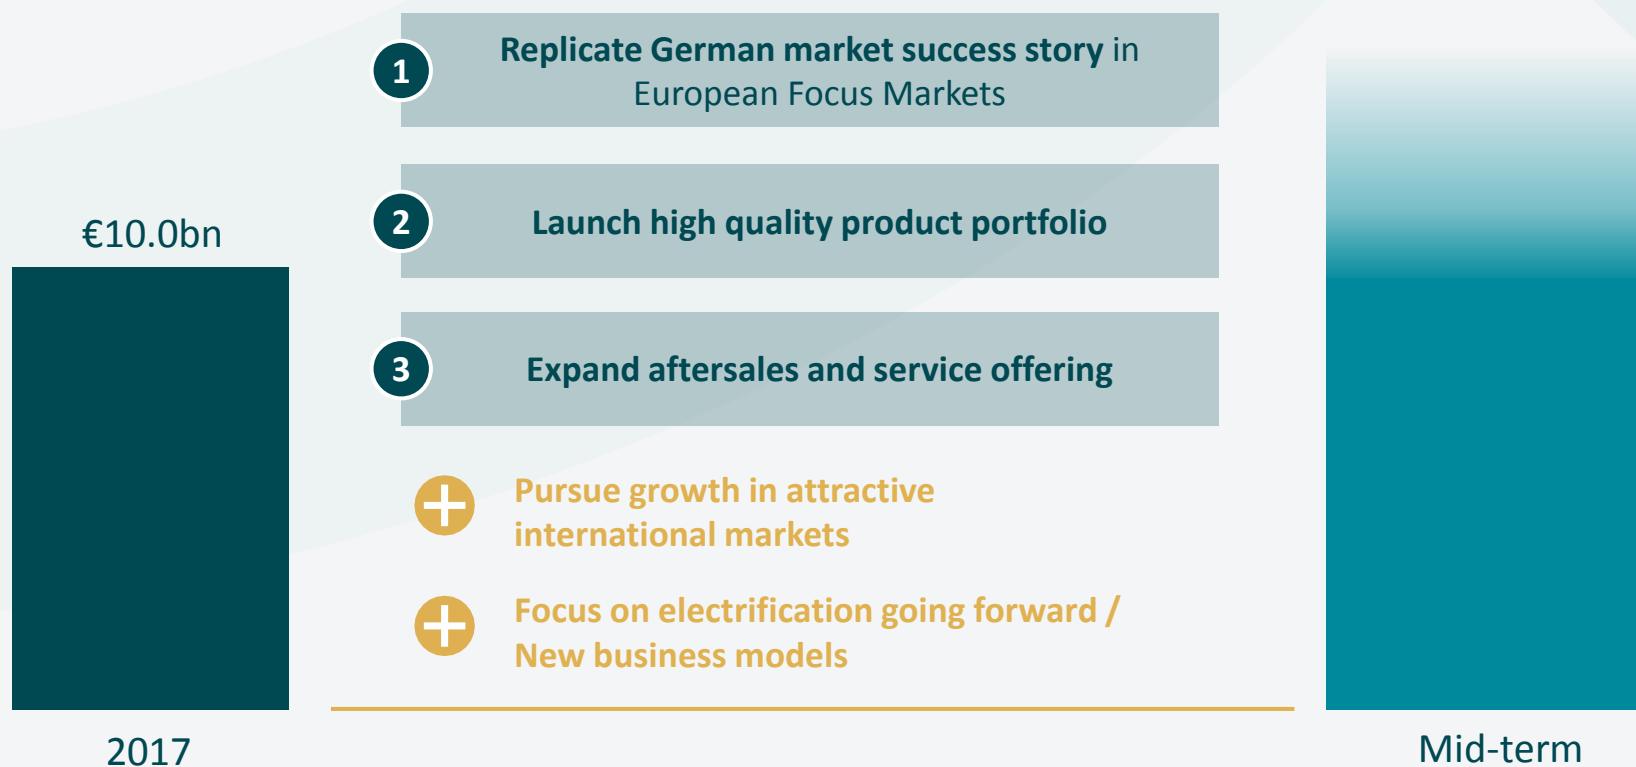 1
Replicate German market success story in
European Focus Markets
€10.0bn
2
Launch high quality product portfolio
3
Expand aftersales and service offering
Pursue growth in attractive
international markets
Focus on electrification going forward /
New business models
2017
Mid-term